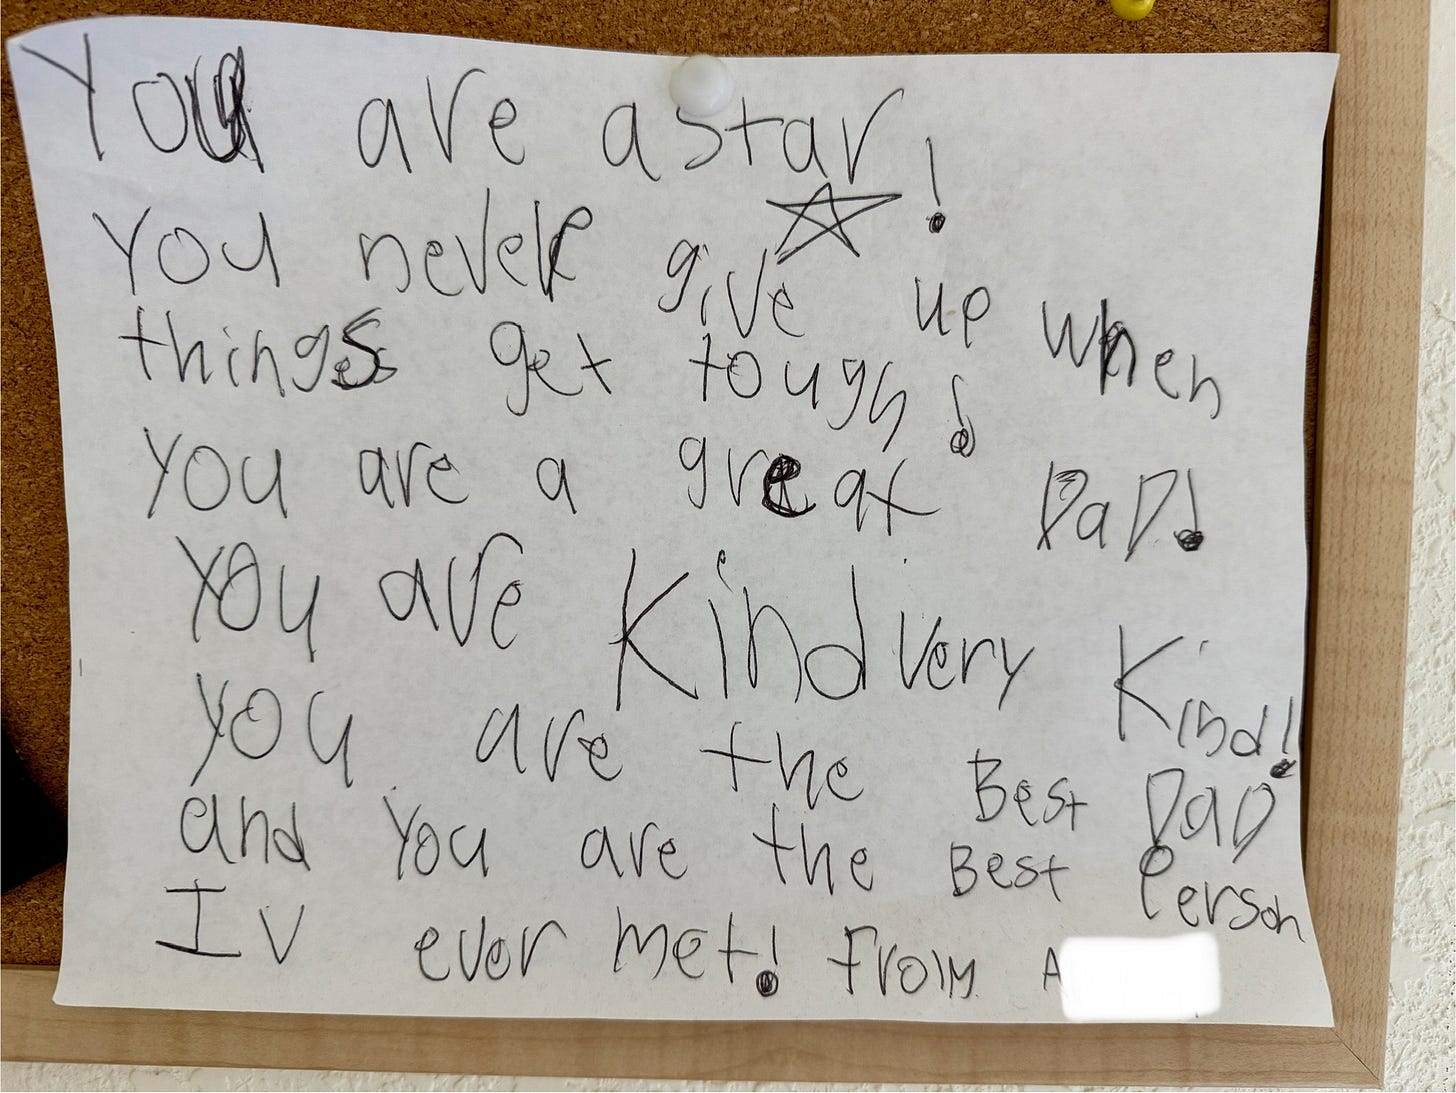 You are a star!
You never give up when
things get tough!
You are a great DaD!
You are Kind very Kind!
You are the Best DaD
and You are the Best Person
Iv ever met! From A